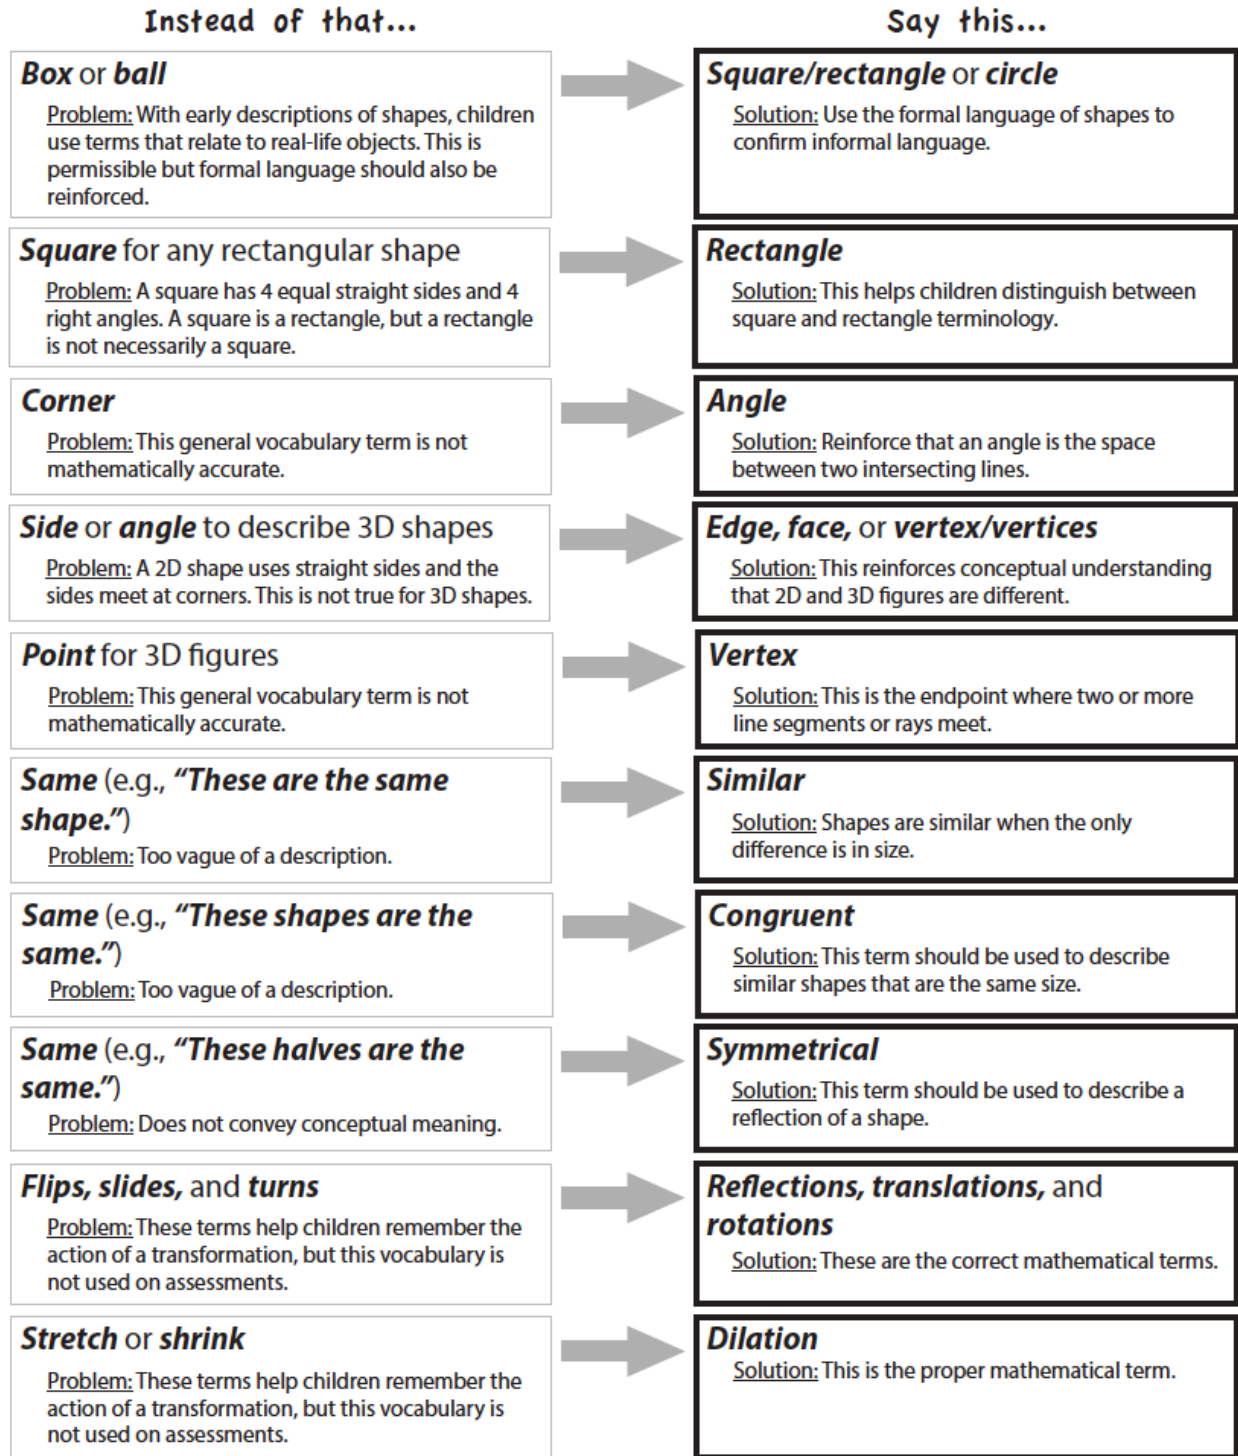 Instead of that...
Say this...
Box or ball
Problem: With early descriptions of shapes, children
use terms that relate to real-life objects. This is
permissible but formal language should also be
reinforced.
Square/rectangle or circle
Solution: Use the formal language of shapes to
confirm informal language.
Square for any rectangular shape
Problem: A square has 4 equal straight sides and 4
right angles. A square is a rectangle, but a rectangle
is not necessarily a square.
Rectangle
Solution: This helps children distinguish between
square and rectangle terminology.
Corner
Problem: This general vocabulary term is not
mathematically accurate.
Angle
Solution: Reinforce that an angle is the space
between two intersecting lines.
Side or angle to describe 3D shapes
Problem: A 2D shape uses straight sides and the
sides meet at corners. This is not true for 3D shapes.
Edge, face, or vertex/vertices
Solution: This reinforces conceptual understanding
that 2D and 3D figures are different.
Point for 3D figures
Problem: This general vocabulary term is not
mathematically accurate.
Vertex
Solution: This is the endpoint where two or more
line segments or rays meet.
Same (e.g., “These are the same
shape.”)
Problem: Too vague of a description.
Similar
Solution: Shapes are similar when the only
difference is in size.
Same (e.g., “These shapes are the
same.”)
Problem: Too vague of a description.
Congruent
Solution: This term should be used to describe
similar shapes that are the same size.
Same (e.g., “These halves are the
same.”)
Problem: Does not convey conceptual meaning.
Symmetrical
Solution: This term should be used to describe a
reflection of a shape.
Flips, slides, and turns
Problem: These terms help children remember the
action of a transformation, but this vocabulary is
not used on assessments.
Reflections, translations, and
rotations
Solution: These are the correct mathematical terms.
Stretch or shrink
Problem: These terms help children remember the
action of a transformation, but this vocabulary is
not used on assessments.
Dilation
Solution: This is the proper mathematical term.